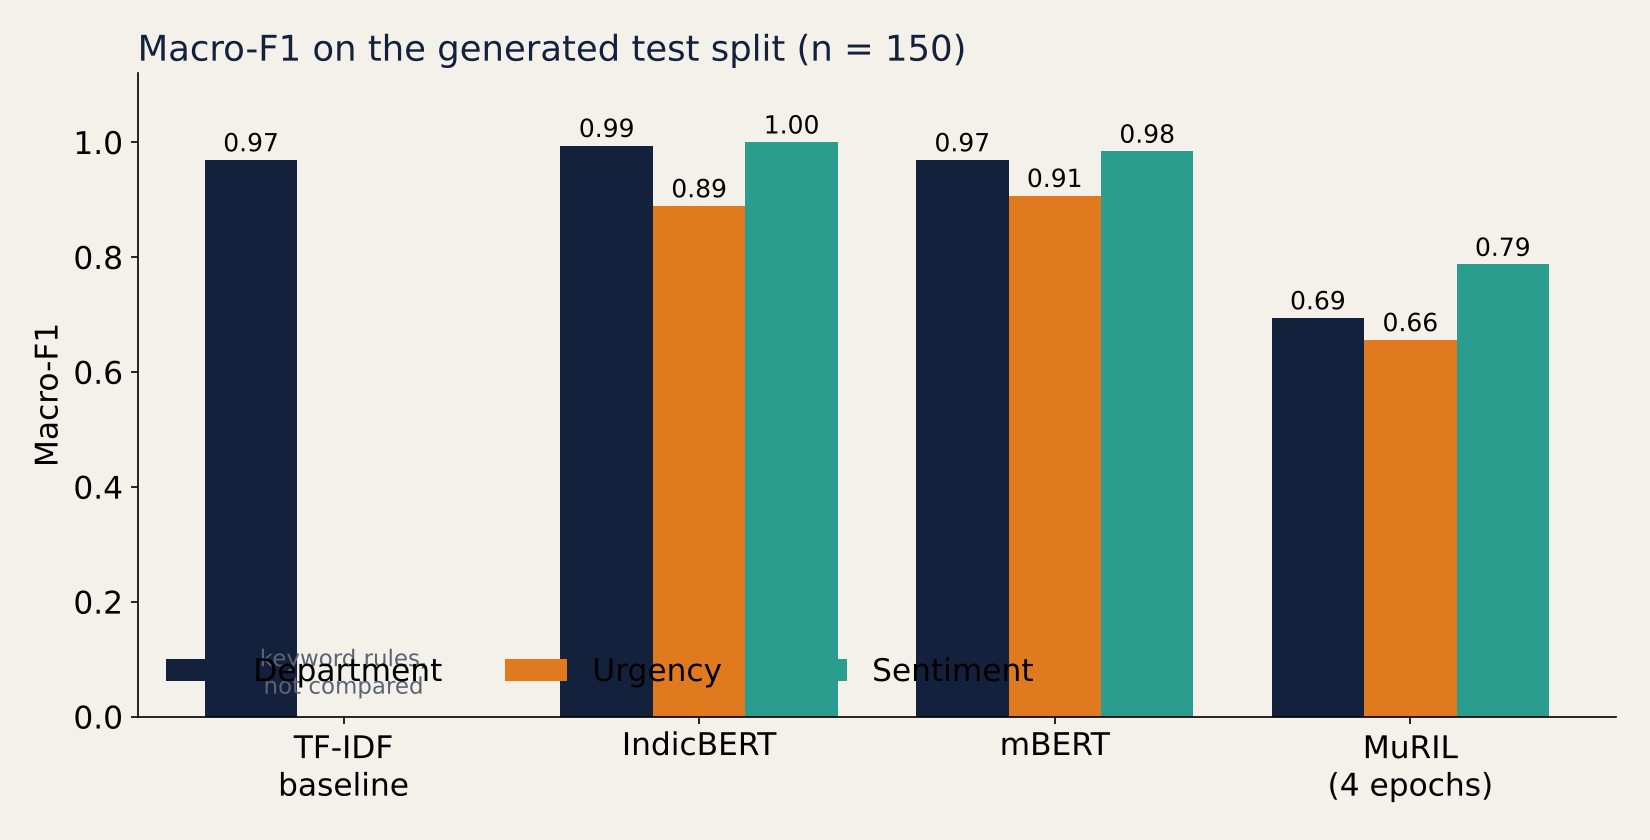 Macro-F1 on the generated test split (n = 150)
Macro-F1
1.0
0.8
0.6
0.4
0.2
0.0
0.97
0.99
0.89
1.00
0.97
0.91
0.98
0.69
0.66
0.79
keyword rules,
not compared
Department
Urgency
Sentiment
TF-IDF
baseline
IndicBERT
mBERT
MuRIL
(4 epochs)